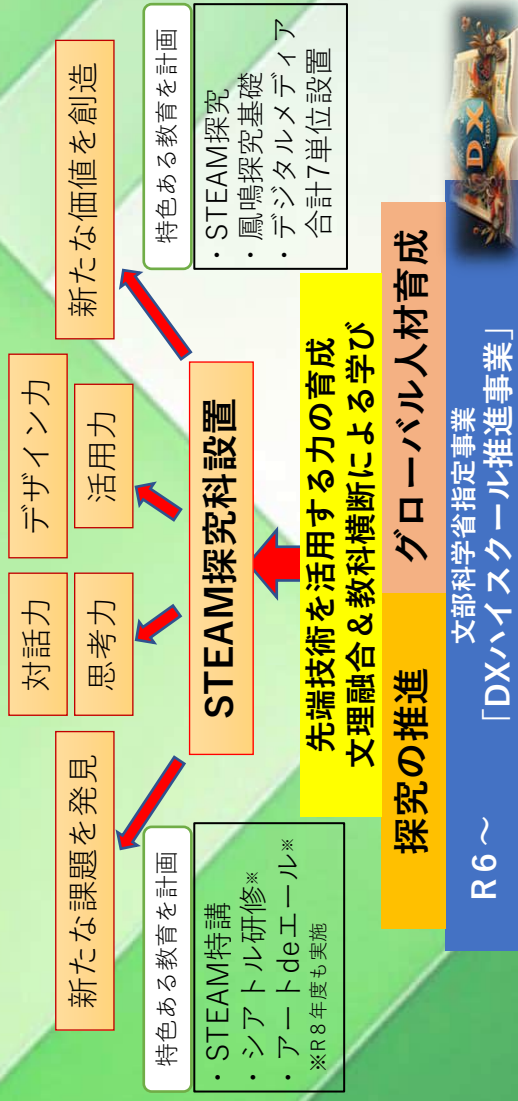 対話力
デザイン力
新たな課題を発見
思考力
活用力
新たな価値を創造
特色ある教育を計画
・STEAM特講
・シアトル研修※
・アートdeエール※
※R8年度も実施
STEAM探究科設置
特色ある教育を計画
・STEAM探究
・鳳鳴探究基礎
・デジタルメディア
合計7単位設置
先端技術を活用する力の育成
文理融合&教科横断による学び
探究の推進
グローバル人材育成
文部科学省指定事業
R6～ 「DXハイスクール推進事業」
DX